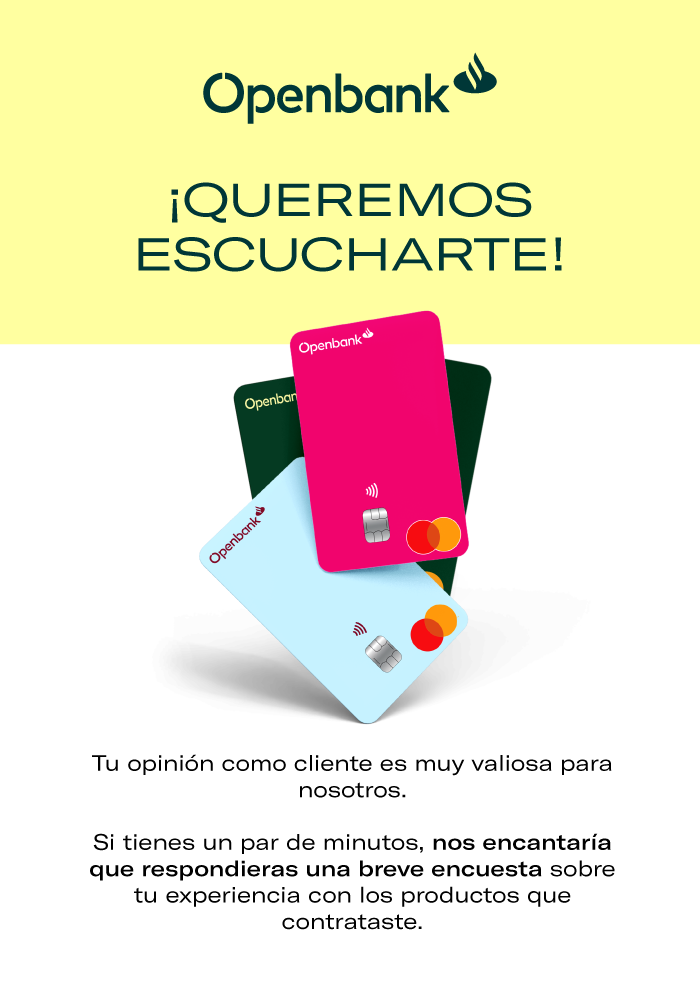 Openbank
¡QUEREMOS
ESCUCHARTE!
Openbank
Openban
Openbank
Tu opinión como cliente es muy valiosa para
nosotros.
Si tienes un par de minutos, nos encantaría
que respondieras una breve encuesta sobre
tu experiencia con los productos que
contrataste.